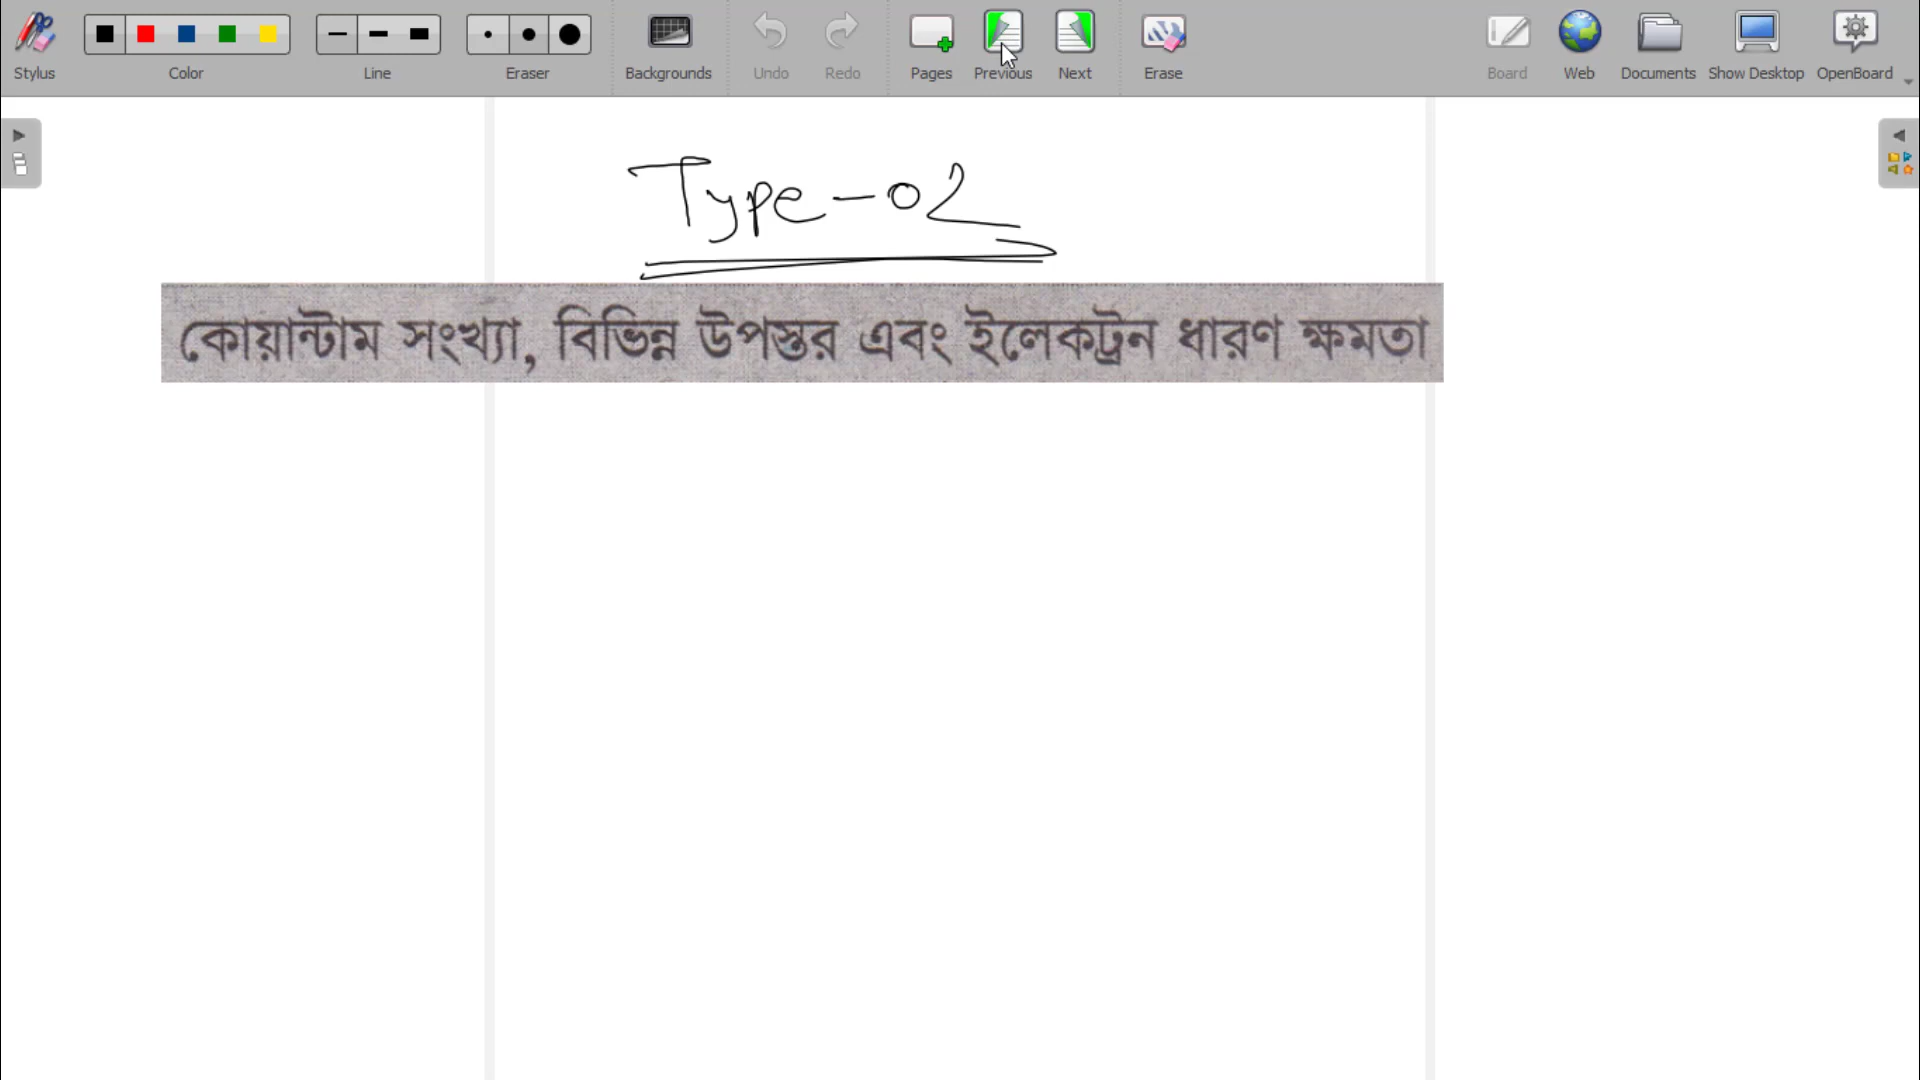 Stylus Color Line Eraser Backgrounds Undo Redo Pages Previous Next Erase Board Web Documents Show Desktop OpenBoard
Type-02
কোয়ান্টাম সংখ্যা, বিভিন্ন উপস্তর এবং ইলেকট্রন ধারণ ক্ষমতা